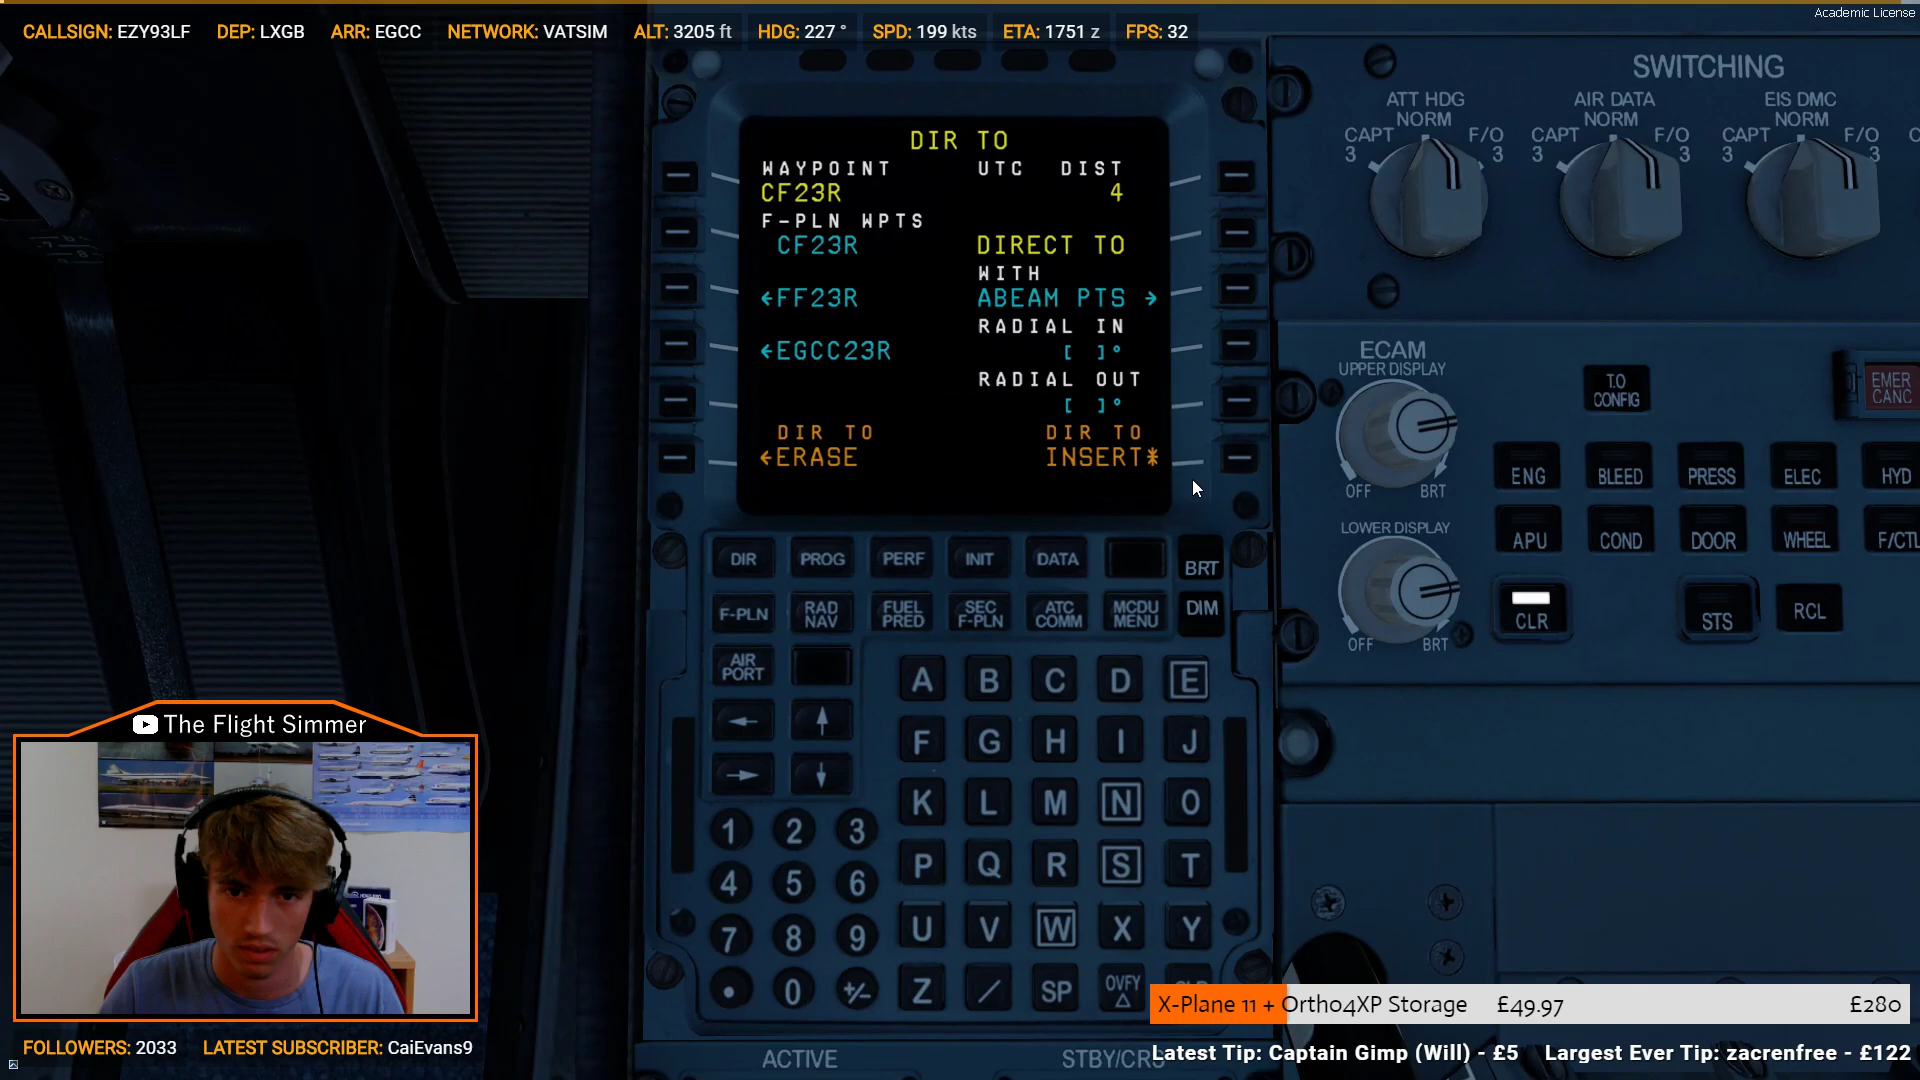 Academic License
CALLSIGN: EZY93LF DEP: LXGB ARR: EGCC NETWORK: VATSIM ALT: 3205 ft HDG: 227 ° SPD: 199 kts ETA: 1751 z FPS: 32
DIR TO
WAYPOINT UTC DIST
CF23R 4
F-PLN WPTS
CF23R DIRECT TO
WITH
←FF23R ABEAM PTS →
RADIAL IN
←EGCC23R [ ]°
RADIAL OUT
[ ]°
DIR TO DIR TO
←ERASE INSERT*
SWITCHING
ATT HDG AIR DATA EIS DMC
NORM NORM NORM
CAPT F/O CAPT F/O CAPT F/O
3 3 3 3 3 3
ECAM
UPPER DISPLAY
OFF BRT
LOWER DISPLAY
OFF BRT
T.O
CONFIG
EMER
CANC
ENG BLEED PRESS ELEC HYD
APU COND DOOR WHEEL F/CTL
CLR STS RCL
DIR PROG PERF INIT DATA BRT
F-PLN RAD NAV FUEL PRED SEC F-PLN ATC COMM MCDU MENU DIM
AIR PORT
← ↑
→ ↓
A B C D E
F G H I J
K L M N O
P Q R S T
U V W X Y
Z / SP OVFY △
1 2 3
4 5 6
7 8 9
. 0 +/-
ACTIVE STBY/CRS
The Flight Simmer
FOLLOWERS: 2033 LATEST SUBSCRIBER: CaiEvans9
X-Plane 11 + Ortho4XP Storage £49.97 £280
Latest Tip: Captain Gimp (Will) - £5 Largest Ever Tip: zacrenfree - £122